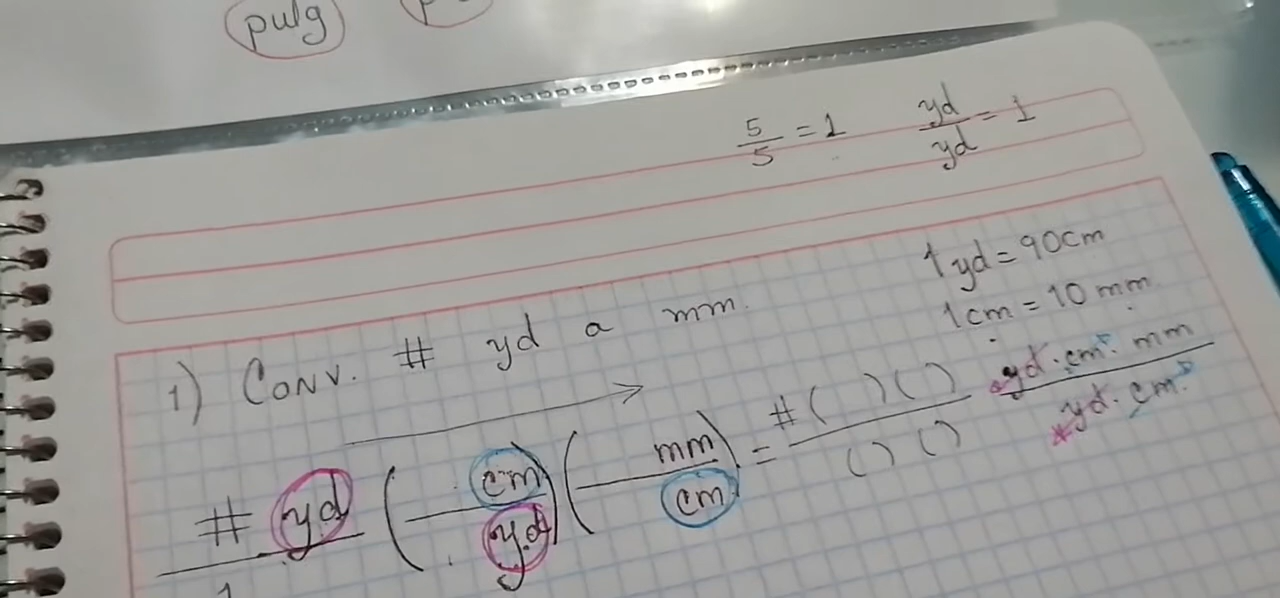 pulg
5/5 = 1 yd/yd = 1
1 yd = 90 cm
1 cm = 10 mm
1) Conv. # yd a mm.
# yd / 1 ( cm / yd ) ( mm / cm ) = # ( ) ( ) / ( ) ( ) yd · cm · mm / yd · cm